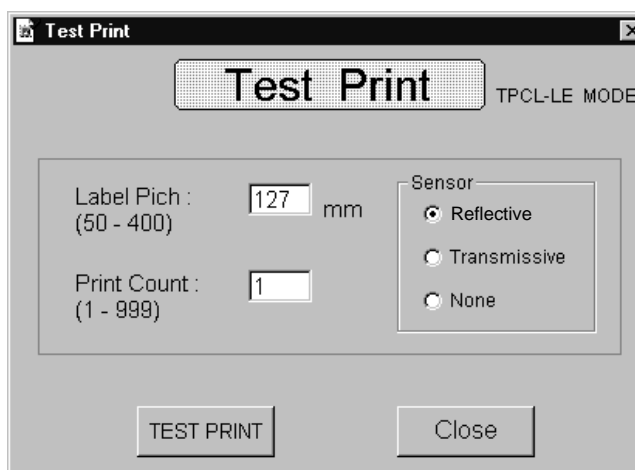 Test Print
Test Print
TPCL-LE MODE
Label Pich :
(50 - 400)
127
mm
Print Count :
(1 - 999)
1
Sensor
Reflective
Transmissive
None
TEST PRINT
Close